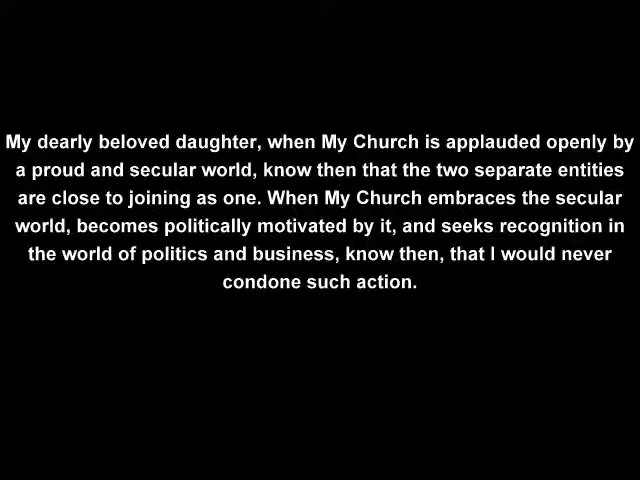 My dearly beloved daughter, when My Church is applauded openly by
a proud and secular world, know then that the two separate entities
are close to joining as one. When My Church embraces the secular
world, becomes politically motivated by it, and seeks recognition in
the world of politics and business, know then, that I would never
condone such action.